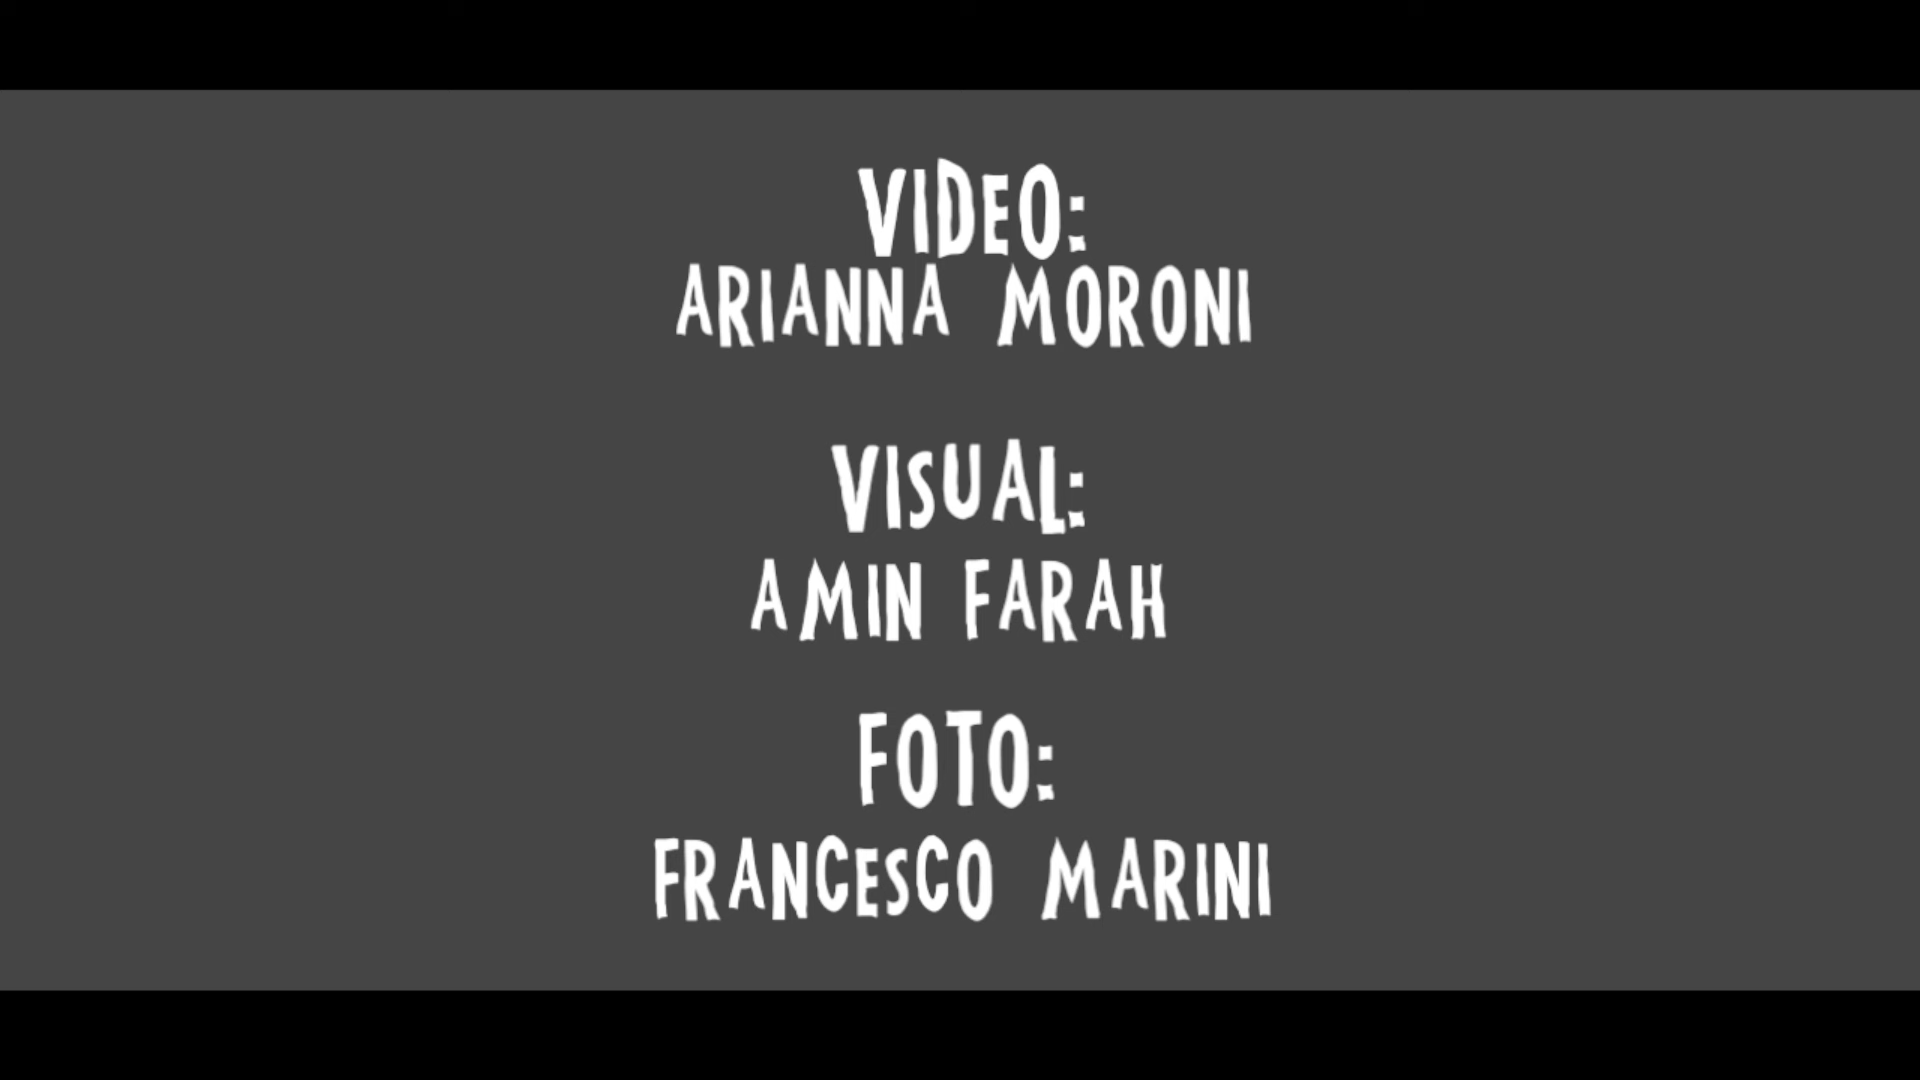 VIDEO:
ARIANNA MORONI
VISUAL:
AMIN FARAH
FOTO:
FRANCESCO MARINI